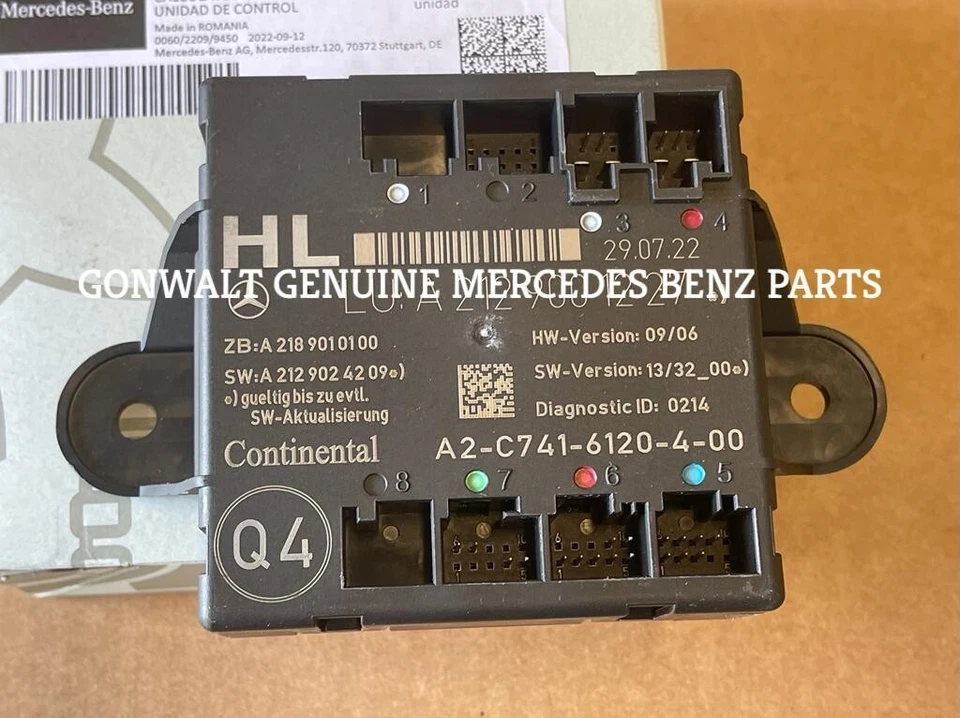 Mercedes-Benz
UNIDAD DE CONTROL
unidad
Made in ROMANIA
0060/2209/9450 2022-09-12
Mercedes-Benz AG, Mercedesstr.120, 70372 Stuttgart, DE
1 2
3 4
HL
29.07.22
GONWALT GENUINE MERCEDES BENZ PARTS
ZB:A 218 901 01 00
HW-Version: 09/06
SW:A 212 902 42 09*)
SW-Version: 13/32_00*)
*) gueltig bis zu evtl.
SW-Aktualisierung
Diagnostic ID: 0214
Continental
A2-C741-6120-4-00
8 7 6 5
Q4